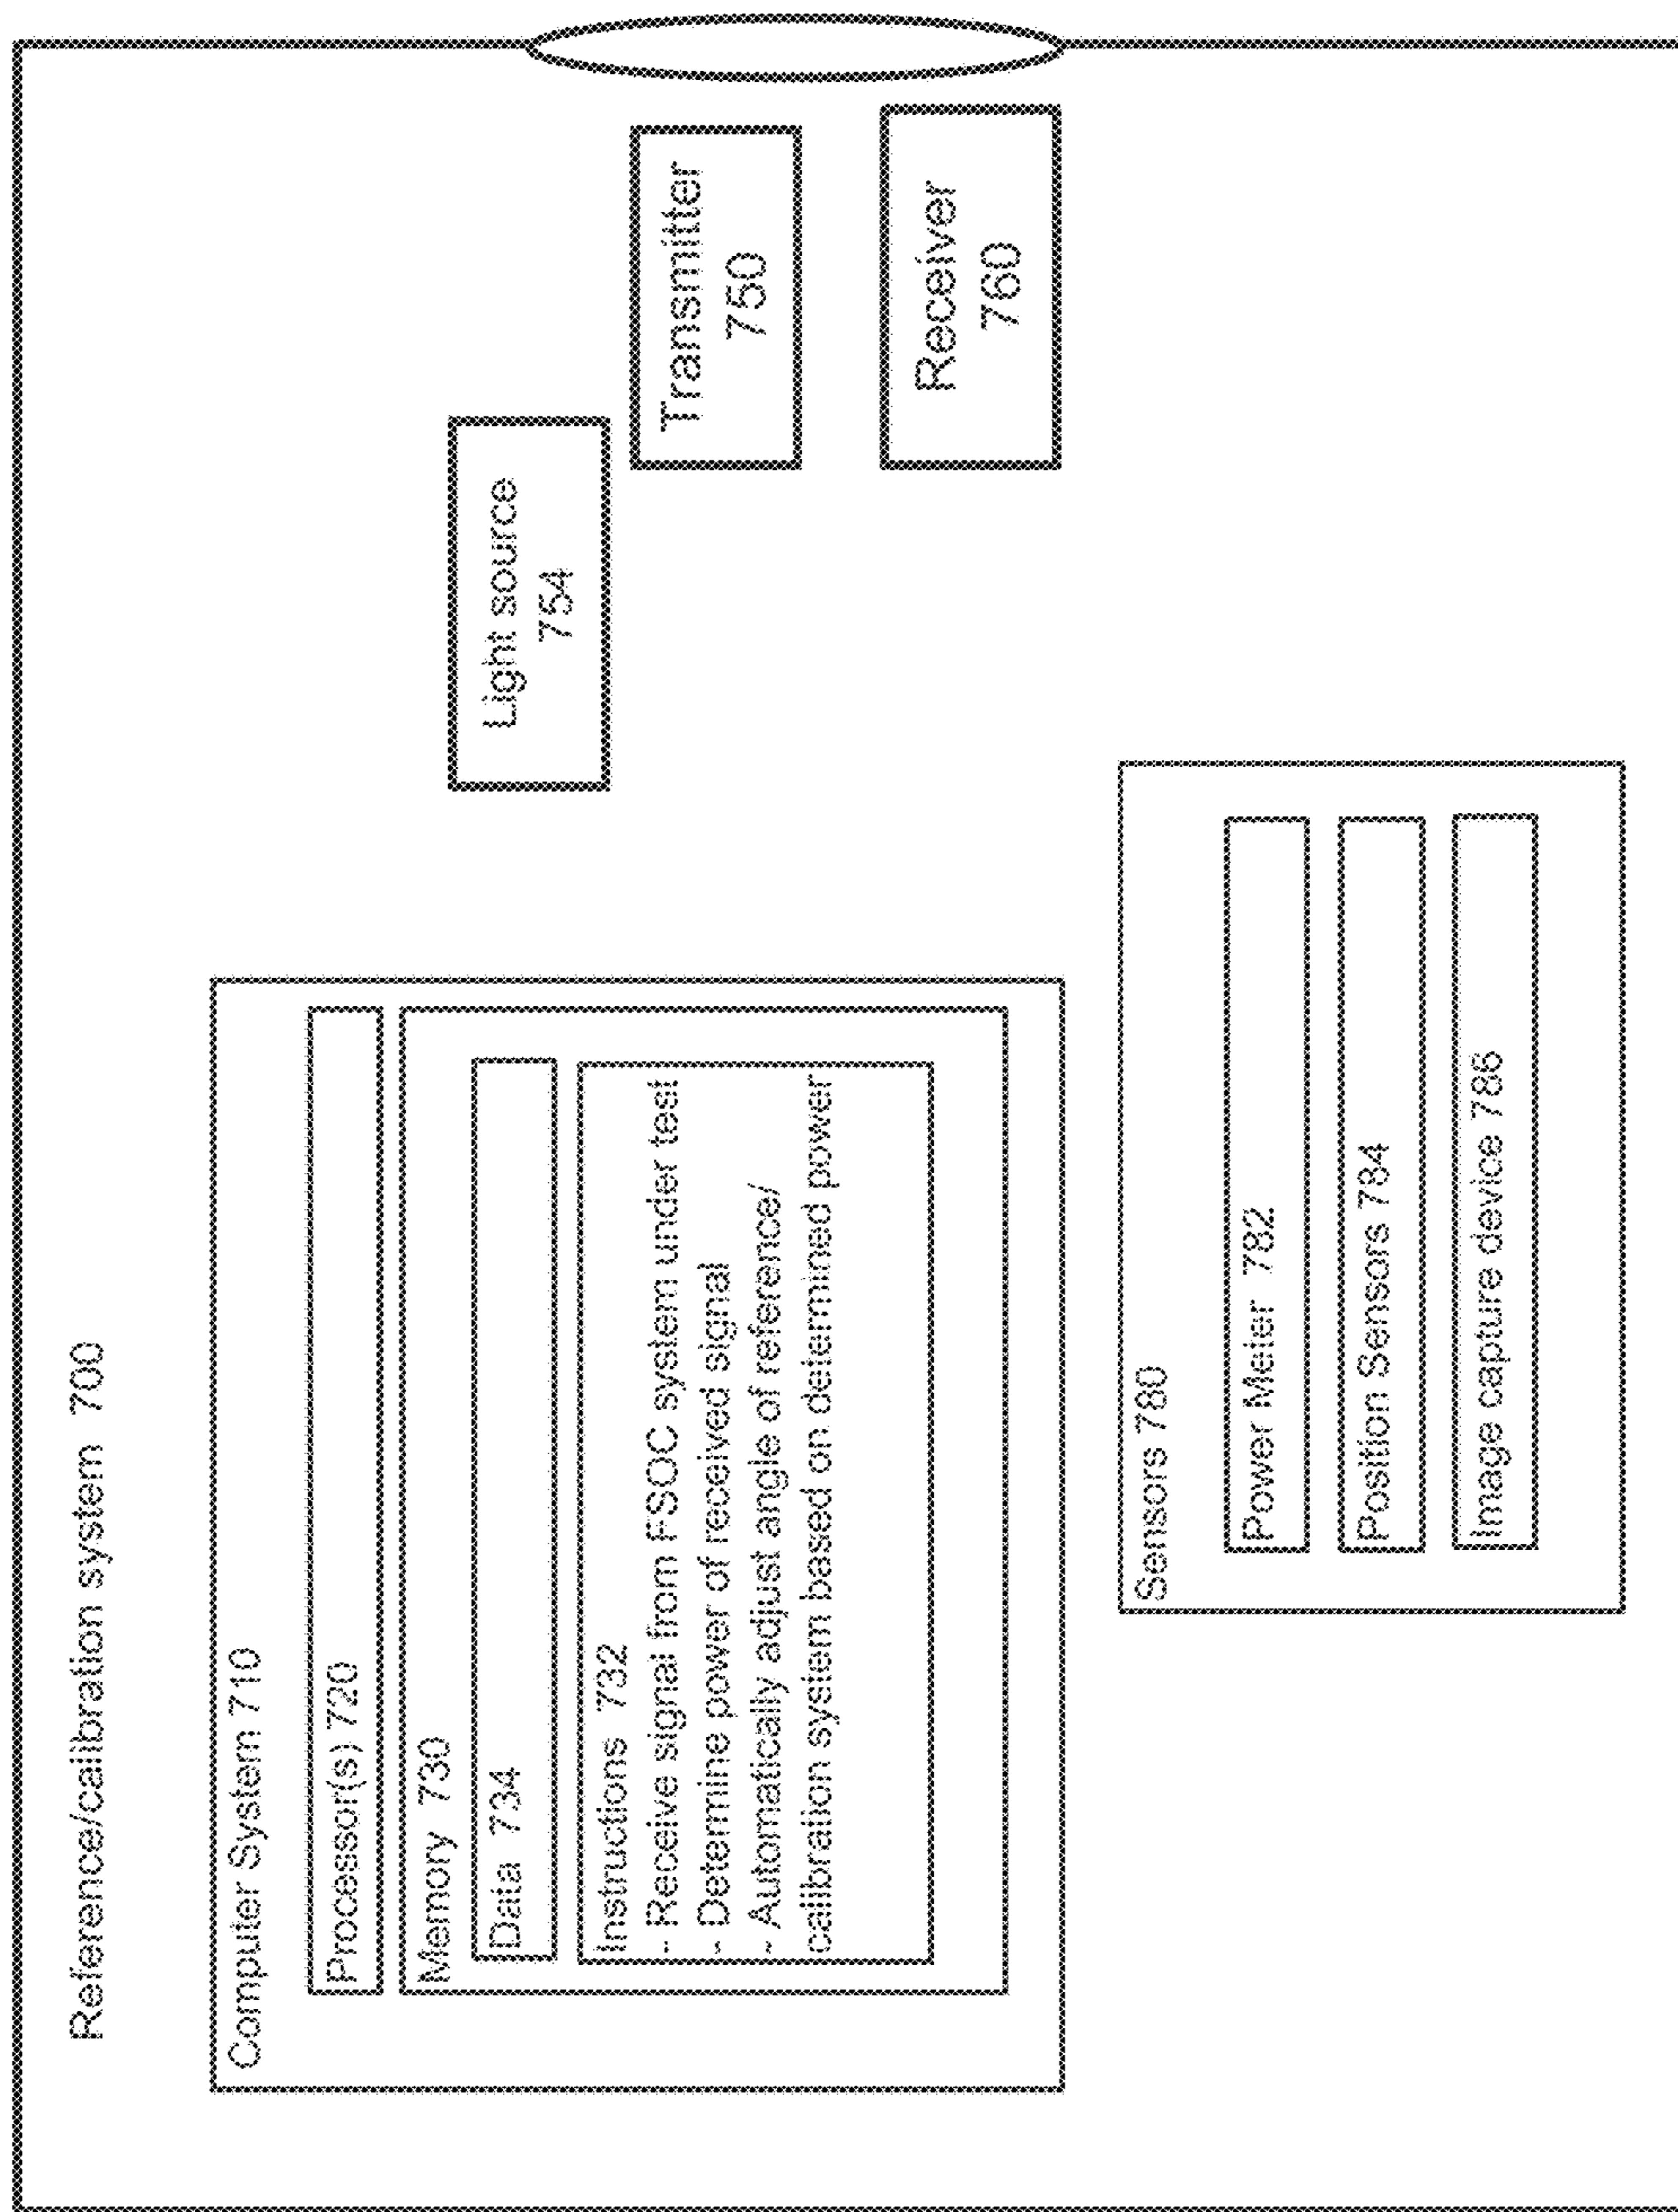 Reference/calibration system 700
Computer System 710
Processor(s) 720
Memory 730
Data 734
Instructions 732
- Receive signal from FSOC system under test
- Determine power of received signal
- Automatically adjust angle of reference/
calibration system based on determined power
Light source
754
Transmitter
750
Receiver
760
Sensors 780
Power Meter 782
Position Sensors 784
Image capture device 786